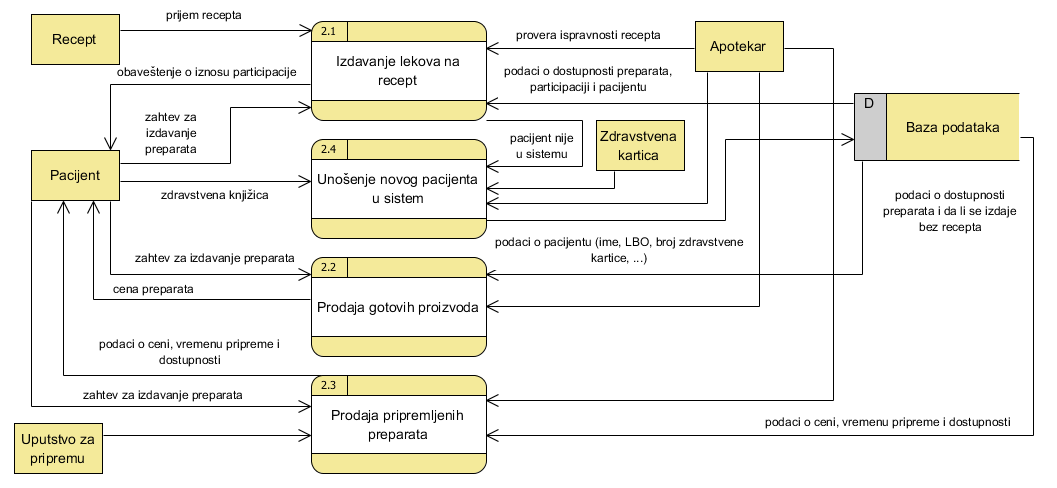 prijem recepta
Recept
2.1
Izdavanje lekova na
recept
provera ispravnosti recepta
Apotekar
obaveštenje o iznosu participacije
podaci o dostupnosti preparata,
participaciji i pacijentu
D
Baza podataka
zahtev za
izdavanje
preparata
2.4
Unošenje novog pacijenta
u sistem
pacijent nije
u sistemu
Zdravstvena
kartica
Pacijent
zdravstvena knjižica
podaci o dostupnosti
preparata i da li se izdaje
bez recepta
podaci o pacijentu (ime, LBO, broj zdravstvene
kartice, ...)
zahtev za izdavanje preparata
2.2
Prodaja gotovih proizvoda
cena preparata
podaci o ceni, vremenu pripreme i
dostupnosti
2.3
Prodaja pripremljenih
preparata
zahtev za izdavanje preparata
podaci o ceni, vremenu pripreme i dostupnosti
Uputstvo za
pripremu